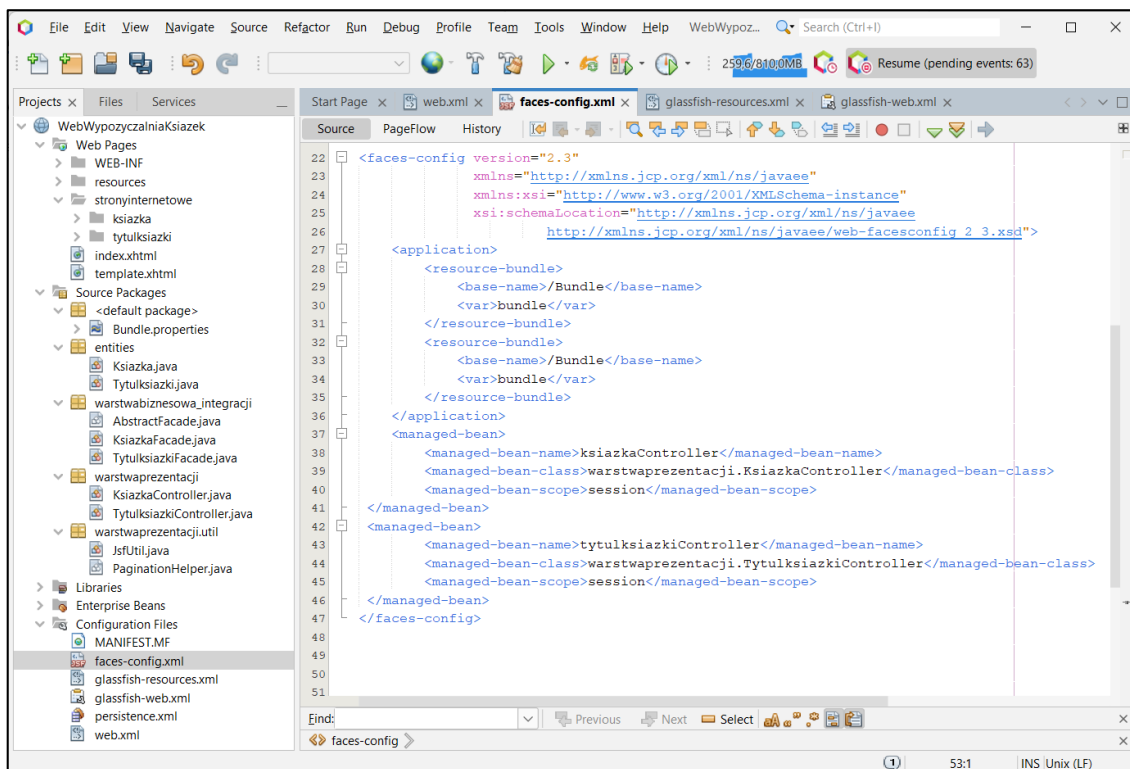 File Edit View Navigate Source Refactor Run Debug Profile Team Tools Window Help WebWypoz... Search (Ctrl+I)
259,6/810,0MB Resume (pending events: 63)
Projects Files Services
Start Page web.xml faces-config.xml glassfish-resources.xml glassfish-web.xml
Source PageFlow History
WebWypozyczalniaKsiazek
Web Pages
WEB-INF
resources
stronyinternetowe
ksiazka
tytulksiazki
index.xhtml
template.xhtml
Source Packages
<default package>
Bundle.properties
entities
Ksiazka.java
Tytulksiazki.java
warstwabiznesowa_integracji
AbstractFacade.java
KsiazkaFacade.java
TytulksiazkiFacade.java
warstwaprezentacji
KsiazkaController.java
TytulksiazkiController.java
warstwaprezentacji.util
JsfUtil.java
PaginationHelper.java
Libraries
Enterprise Beans
Configuration Files
MANIFEST.MF
faces-config.xml
glassfish-resources.xml
glassfish-web.xml
persistence.xml
web.xml
22 <faces-config version="2.3"
23 xmlns="http://xmlns.jcp.org/xml/ns/javaee"
24 xmlns:xsi="http://www.w3.org/2001/XMLSchema-instance"
25 xsi:schemaLocation="http://xmlns.jcp.org/xml/ns/javaee
26 http://xmlns.jcp.org/xml/ns/javaee/web-facesconfig_2_3.xsd">
27 <application>
28 <resource-bundle>
29 <base-name>/Bundle</base-name>
30 <var>bundle</var>
31 </resource-bundle>
32 <resource-bundle>
33 <base-name>/Bundle</base-name>
34 <var>bundle</var>
35 </resource-bundle>
36 </application>
37 <managed-bean>
38 <managed-bean-name>ksiazkaController</managed-bean-name>
39 <managed-bean-class>warstwaprezentacji.KsiazkaController</managed-bean-class>
40 <managed-bean-scope>session</managed-bean-scope>
41 </managed-bean>
42 <managed-bean>
43 <managed-bean-name>tytulksiazkiController</managed-bean-name>
44 <managed-bean-class>warstwaprezentacji.TytulksiazkiController</managed-bean-class>
45 <managed-bean-scope>session</managed-bean-scope>
46 </managed-bean>
47 </faces-config>
48
49
50
51
Find: Previous Next Select
faces-config
1 53:1 INS Unix (LF)